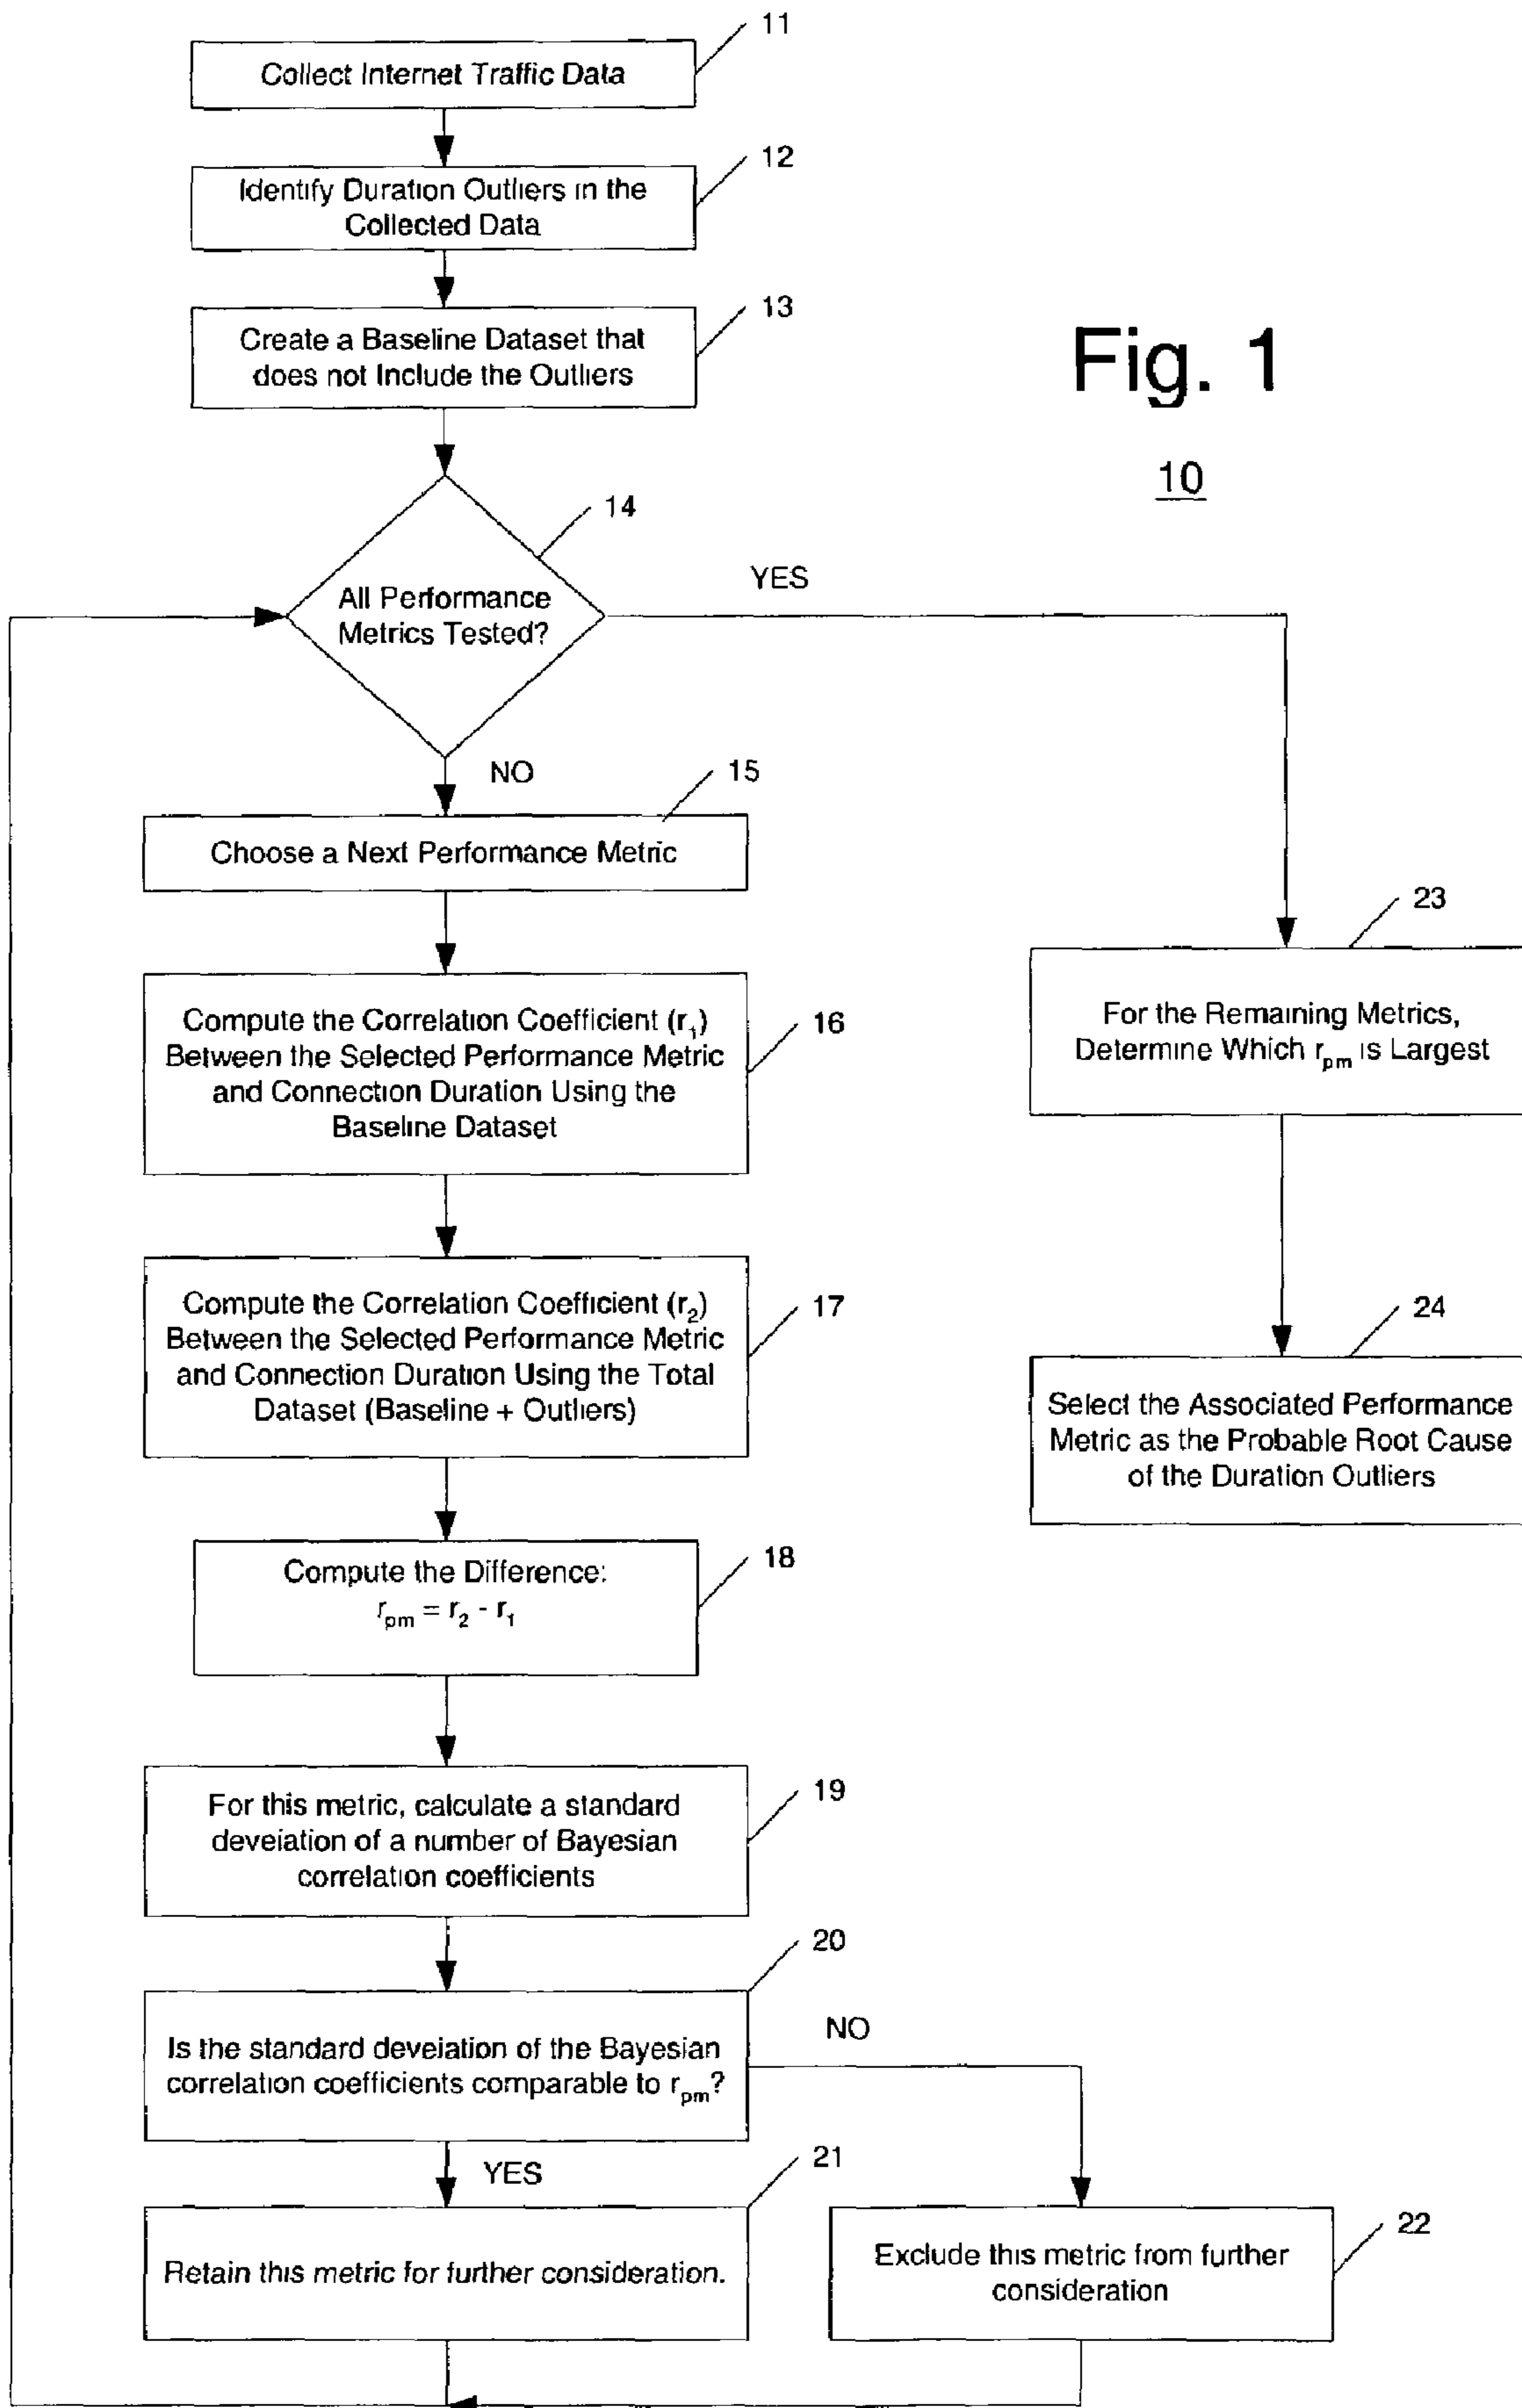 11
Collect Internet Traffic Data
12
Identify Duration Outliers in the
Collected Data
13
Create a Baseline Dataset that
does not Include the Outliers
Fig. 1
10
14
All Performance
Metrics Tested?
YES
NO
15
Choose a Next Performance Metric
16
Compute the Correlation Coefficient (r₁)
Between the Selected Performance Metric
and Connection Duration Using the
Baseline Dataset
17
Compute the Correlation Coefficient (r₂)
Between the Selected Performance Metric
and Connection Duration Using the Total
Dataset (Baseline + Outliers)
18
Compute the Difference:
rpm = r₂ - r₁
19
For this metric, calculate a standard
deveiation of a number of Bayesian
correlation coefficients
20
Is the standard deveiation of the Bayesian
correlation coefficients comparable to rpm?
NO
YES
21
Retain this metric for further consideration.
22
Exclude this metric from further
consideration
23
For the Remaining Metrics,
Determine Which rpm is Largest
24
Select the Associated Performance
Metric as the Probable Root Cause
of the Duration Outliers